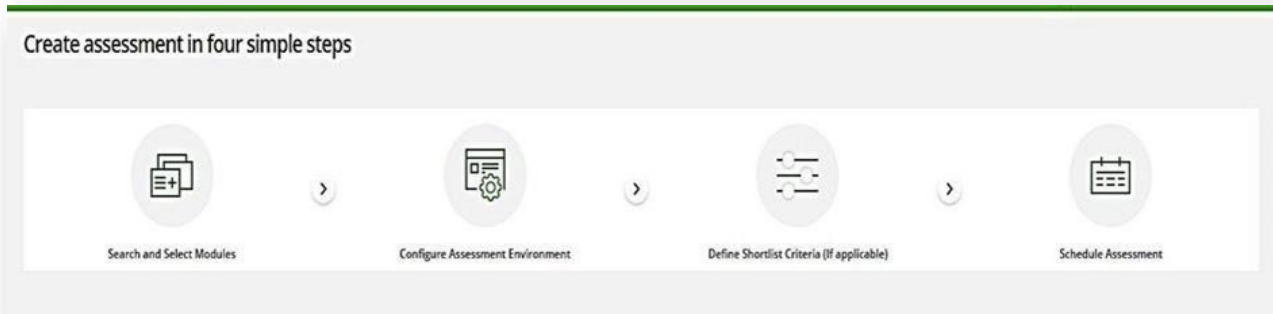 Create assessment in four simple steps
Search and Select Modules
Configure Assessment Environment
Define Shortlist Criteria (If applicable)
Schedule Assessment